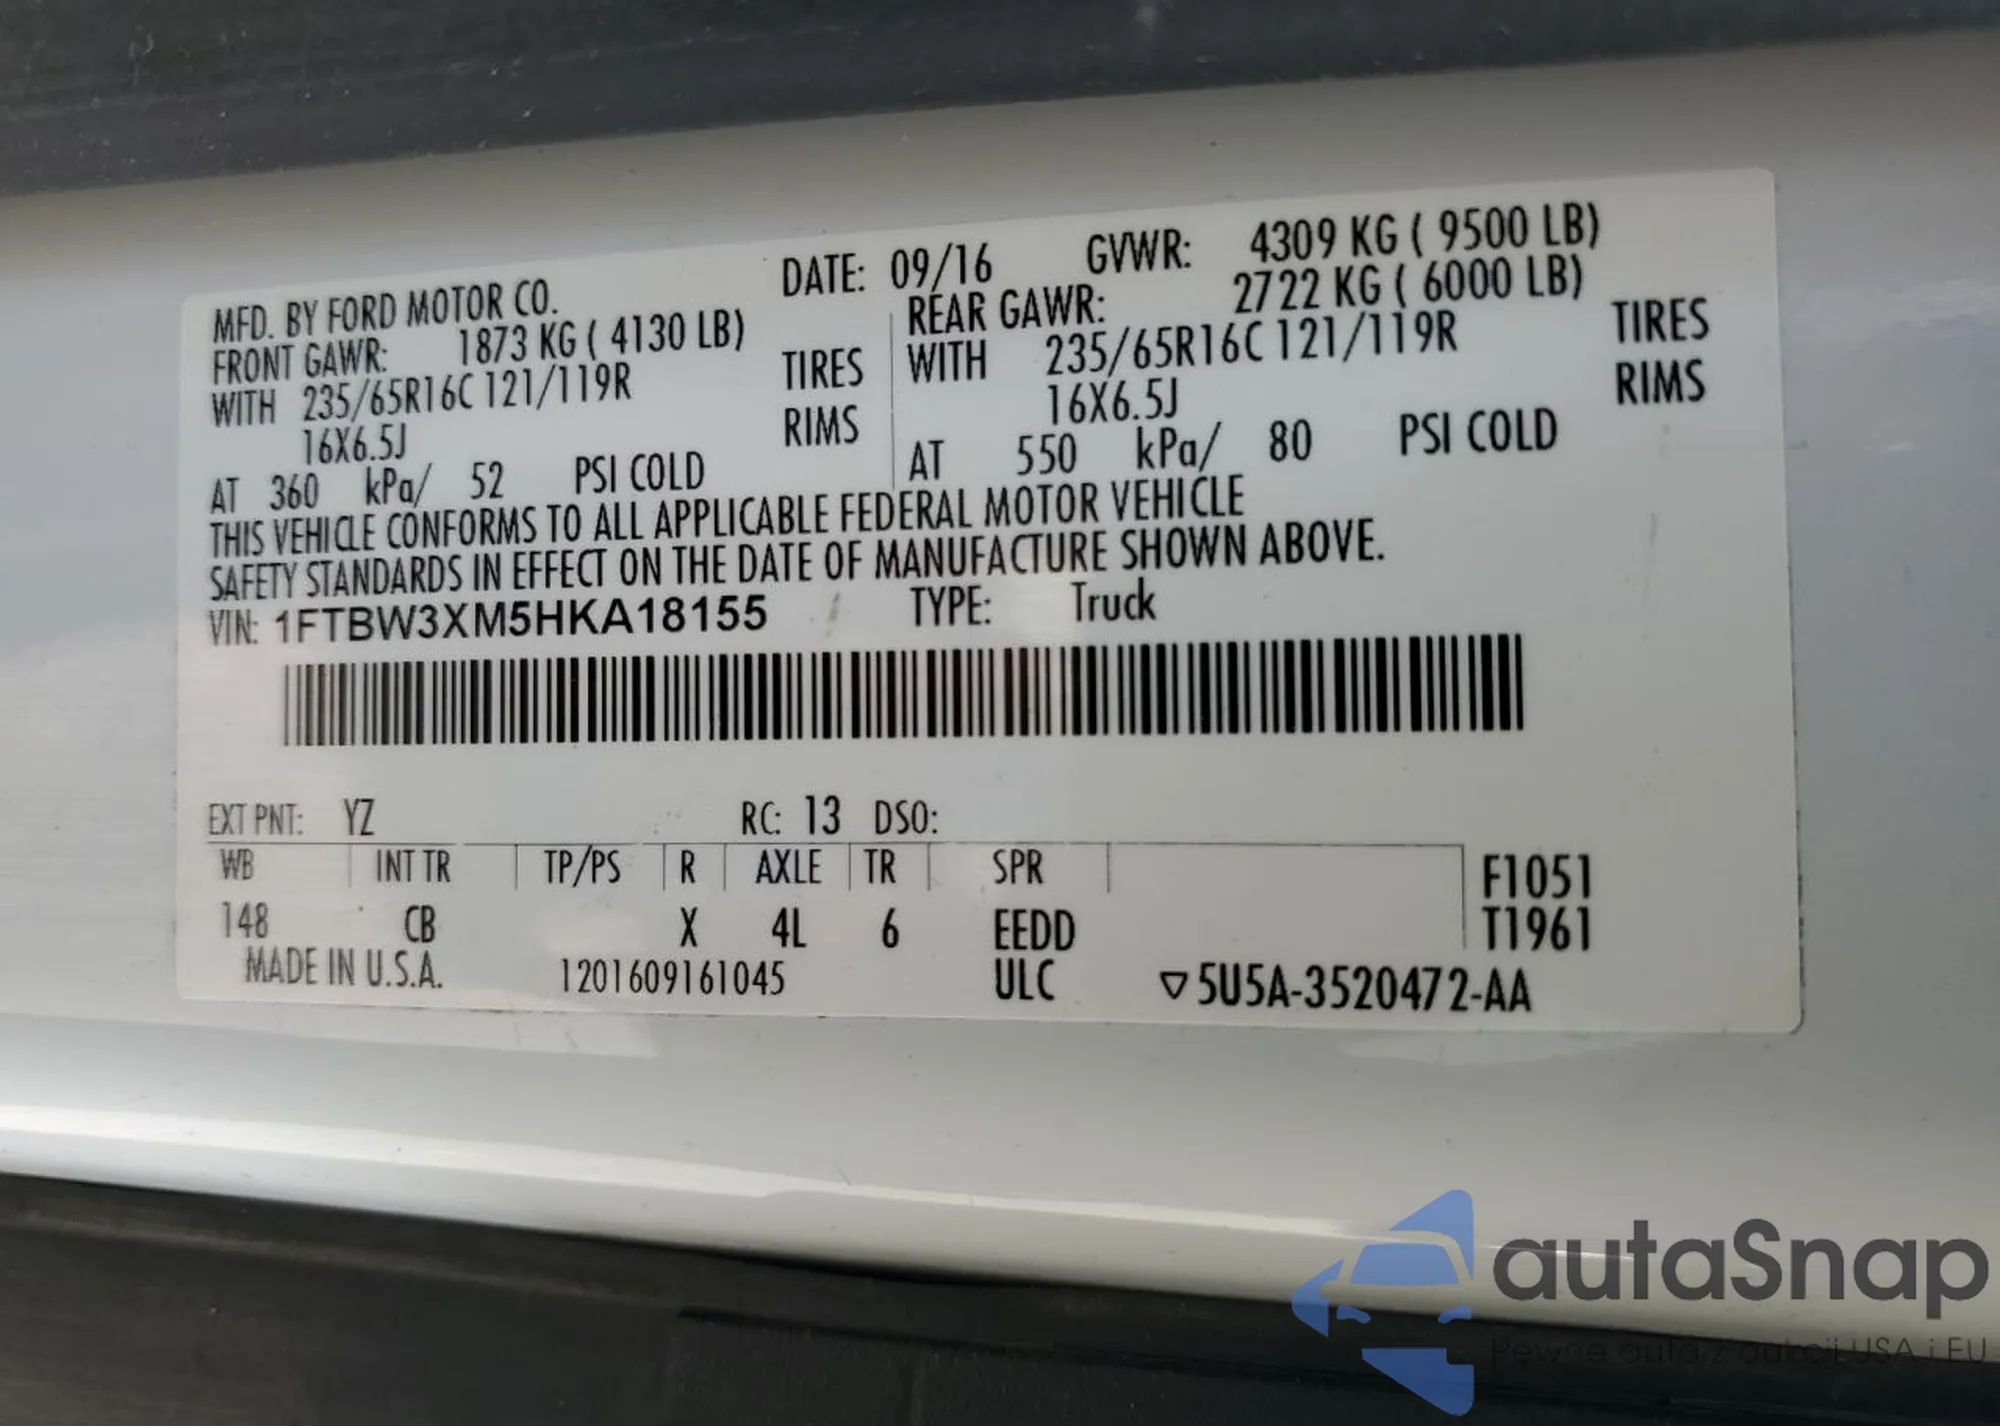 MFD. BY FORD MOTOR CO. DATE: 09/16 GVWR: 4309 KG ( 9500 LB)
FRONT GAWR: 1873 KG ( 4130 LB) REAR GAWR: 2722 KG ( 6000 LB)
WITH 235/65R16C 121/119R TIRES WITH 235/65R16C 121/119R TIRES
16X6.5J RIMS 16X6.5J RIMS
AT 360 kPa/ 52 PSI COLD AT 550 kPa/ 80 PSI COLD
THIS VEHICLE CONFORMS TO ALL APPLICABLE FEDERAL MOTOR VEHICLE
SAFETY STANDARDS IN EFFECT ON THE DATE OF MANUFACTURE SHOWN ABOVE.
VIN: 1FTBW3XM5HKA18155 TYPE: Truck
EXT PNT: YZ RC: 13 DSO:
WB INT TR TP/PS R AXLE TR SPR F1051
148 CB X 4L 6 EEDD T1961
MADE IN U.S.A. 1201609161045 ULC ▽5U5A-3520472-AA
autaSnap
Pewne auta z aukcji USA i EU